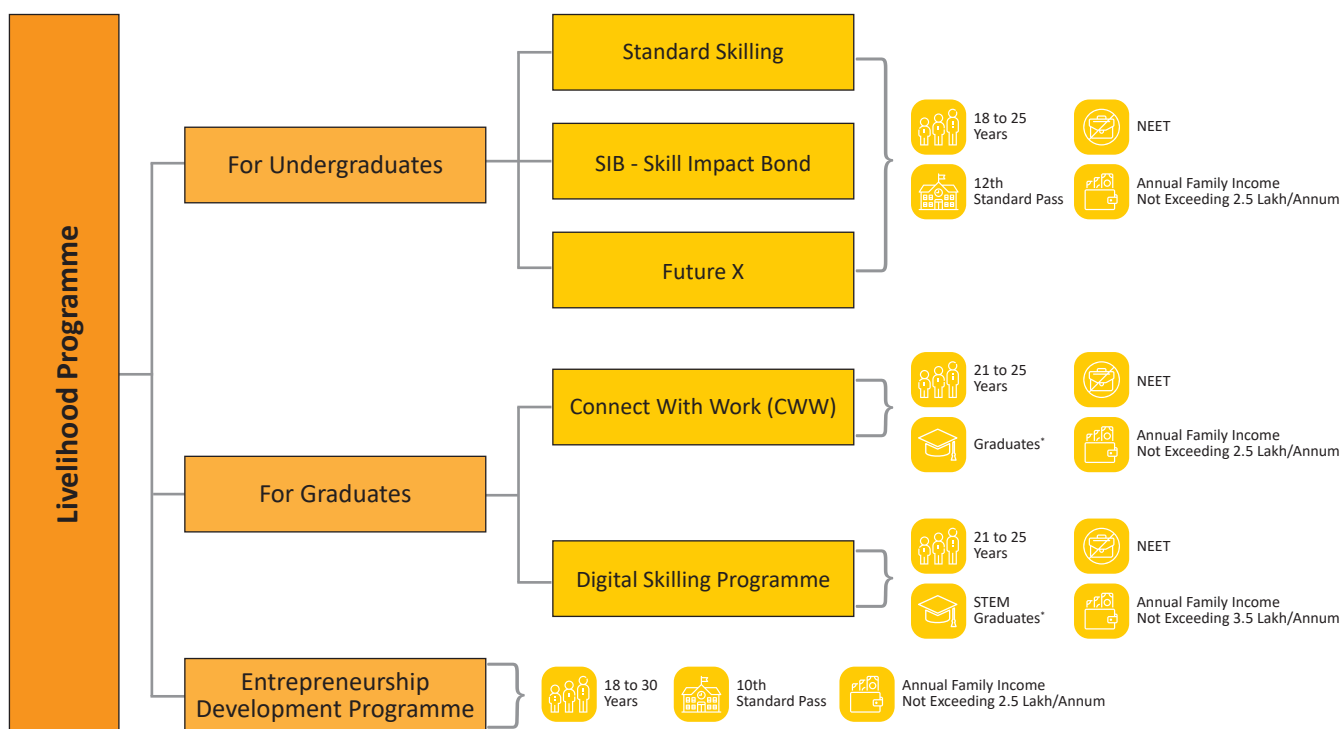 Livelihood Programme
For Undergraduates
Standard Skilling
SIB - Skill Impact Bond
Future X
18 to 25
Years
NEET
12th
Standard Pass
Annual Family Income
Not Exceeding 2.5 Lakh/Annum
For Graduates
Connect With Work (CWW)
21 to 25
Years
NEET
Graduates*
Annual Family Income
Not Exceeding 2.5 Lakh/Annum
Digital Skilling Programme
21 to 25
Years
NEET
STEM
Graduates*
Annual Family Income
Not Exceeding 3.5 Lakh/Annum
Entrepreneurship
Development Programme
18 to 30
Years
10th
Standard Pass
Annual Family Income
Not Exceeding 2.5 Lakh/Annum